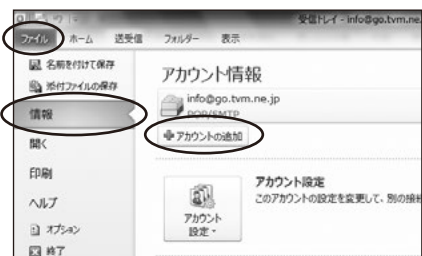 受信トレイ - info@go.tvm.ne.
ファイル ホーム 送受信 フォルダー 表示
名前を付けて保存
添付ファイルの保存
情報
開く
印刷
ヘルプ
オプション
終了
アカウント情報
info@go.tvm.ne.jp
POP/SMTP
アカウントの追加
アカウント設定
このアカウントの設定を変更して、別の接続
アカウント
設定